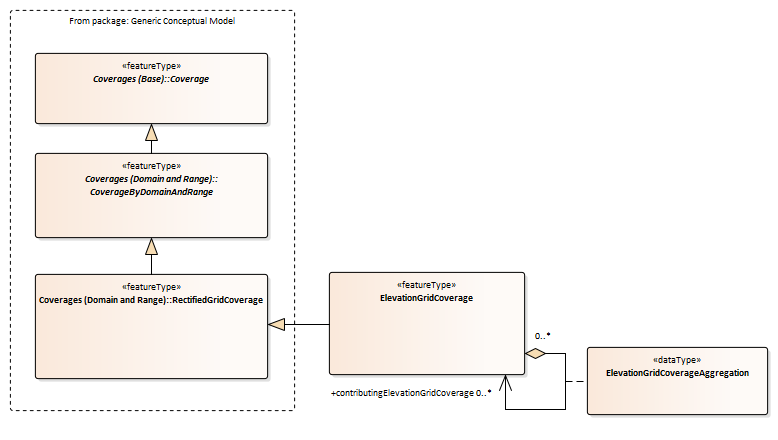 From package: Generic Conceptual Model
«featureType»
Coverages (Base)::Coverage
«featureType»
Coverages (Domain and Range)::
CoverageByDomainAndRange
«featureType»
Coverages (Domain and Range)::RectifiedGridCoverage
«featureType»
ElevationGridCoverage
0..*
+contributingElevationGridCoverage 0..*
«dataType»
ElevationGridCoverageAggregation